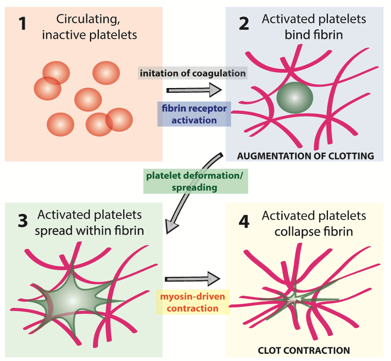 1 Circulating,
inactive platelets
initation of coagulation
fibrin receptor
activation
2 Activated platelets
bind fibrin
AUGMENTATION OF CLOTTING
platelet deformation/
spreading
3 Activated platelets
spread within fibrin
myosin-driven
contraction
4 Activated platelets
collapse fibrin
CLOT CONTRACTION